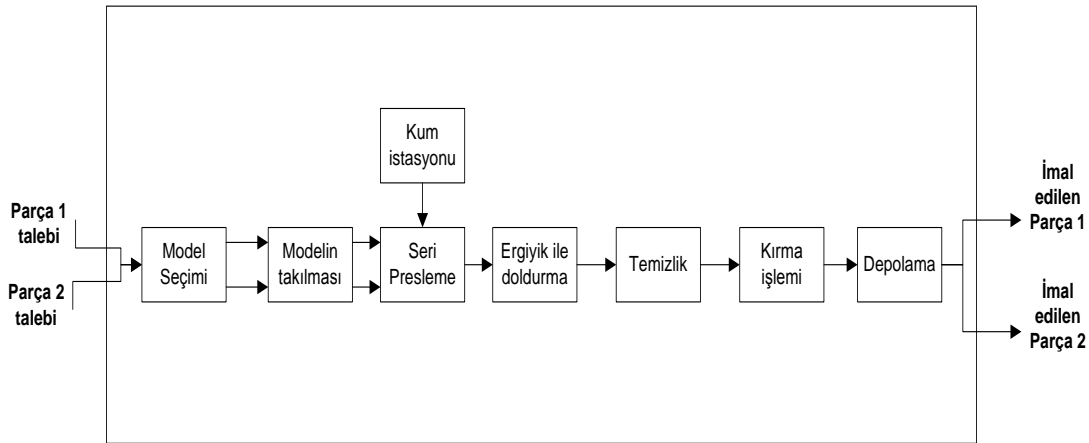 Kum
istasyonu
Parça 1
talebi
Parça 2
talebi
Model
Seçimi
Modelin
takılması
Seri
Presleme
Ergiyik ile
doldurma
Temizlik
Kırma
işlemi
Depolama
İmal
edilen
Parça 1
İmal
edilen
Parça 2